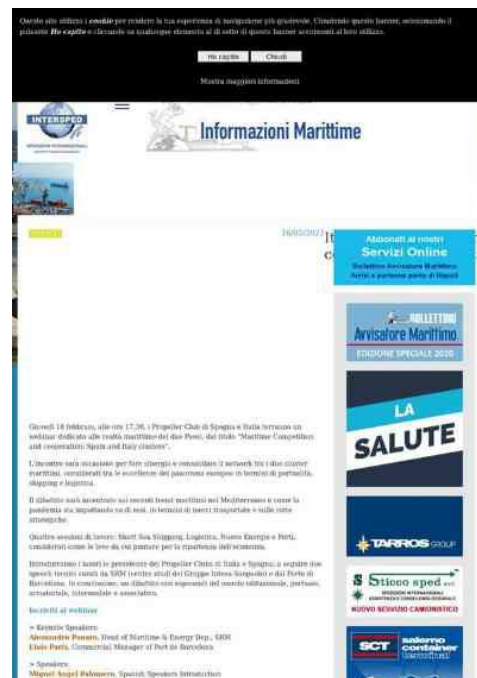 Questo sito utilizza i cookie per rendere la tua esperienza di navigazione più gradevole. Chiudendo questo banner, selezionando il
pulsante Ho capito o cliccando su qualunque elemento al di sotto di questo banner acconsenti al loro utilizzo.
Ho capito
Chiudi
Mostra maggiori informazioni
INTERSPED
Informazioni Marittime
Abbonati ai nostri
Servizi Online
Bollettino Avvisatore Marittimo
Arrivi e partenze porto di Napoli
BOLLETTINO
Avvisatore Marittimo
EDIZIONE SPECIALE 2020
LA
SALUTE
Giovedì 18 febbraio, alle ore 17,30, i Propeller Club di Spagna e Italia terranno un
webinar dedicato alle realtà marittime dei due Paesi, dal titolo "Maritime Competition
and cooperation: Spain and Italy clusters".
L'incontro sarà occasione per fare sinergia e consolidare il network tra i due cluster
marittimi, considerati tra le eccellenze del panorama europeo in termini di portualità,
shipping e logistica.
Il dibattito sarà incentrato sui recenti trend marittimi nel Mediterraneo e come la
pandemia sta impattando su di essi, in termini di merci trasportate e sulle rotte
strategiche.
Quattro sessioni di lavoro: Short Sea Shipping, Logistica, Nuove Energie e Porti,
considerati come le leve da cui puntare per la ripartenza dell'economia.
Introdurranno i lavori le presidenti dei Propeller Clubs di Italia e Spagna, a seguire due
speech tecnici curati da SRM (centro studi del Gruppo Intesa Sanpaolo) e dal Porto di
Barcellona. In conclusione, un dibattito con esponenti del mondo istituzionale, portuale,
armatoriale, intermodale e associativo.
Iscriviti al webinar
> Keynote Speakers:
Alessandro Panaro, Head of Maritime & Energy Dep., SRM
Lluís París, Commercial Manager of Port de Barcelona
> Speakers:
Miguel Ángel Palomero, Spanish Speakers Introduction
TARROS GROUP
Sticco sped
NUOVO SERVIZIO CAMIONISTICO
SCT
salerno
container
terminal